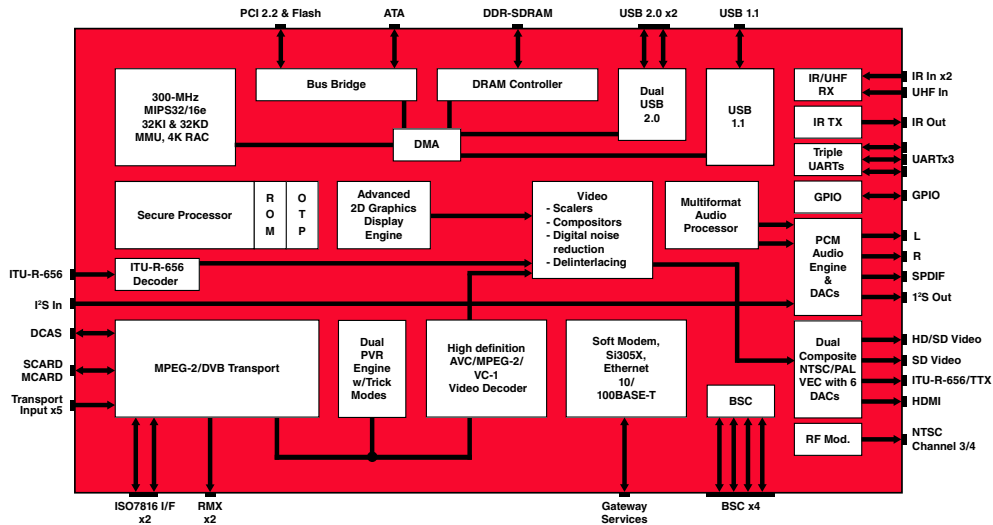 PCI 2.2 & Flash
ATA
DDR-SDRAM
USB 2.0 x2
USB 1.1
300-MHz
MIPS32/16e
32KI & 32KD
MMU, 4K RAC
Bus Bridge
DRAM Controller
DMA
Dual
USB
2.0
USB
1.1
IR/UHF
RX
IR In x2
UHF In
IR TX
IR Out
Triple
UARTs
UARTx3
GPIO
GPIO
Secure Processor
R
O
M
O
T
P
Advanced
2D Graphics
Display
Engine
Video
- Scalers
- Compositors
- Digital noise
reduction
- Delinterlacing
Multiformat
Audio
Processor
PCM
Audio
Engine
&
DACs
L
R
SPDIF
1²S Out
ITU-R-656
ITU-R-656
Decoder
I²S In
DCAS
SCARD
MCARD
Transport
Input x5
MPEG-2/DVB Transport
Dual
PVR
Engine
w/Trick
Modes
High definition
AVC/MPEG-2/
VC-1
Video Decoder
Soft Modem,
Si305X,
Ethernet
10/
100BASE-T
BSC
Dual
Composite
NTSC/PAL
VEC with 6
DACs
HD/SD Video
SD Video
ITU-R-656/TTX
HDMI
RF Mod.
NTSC
Channel 3/4
ISO7816 I/F
x2
RMX
x2
Gateway
Services
BSC x4